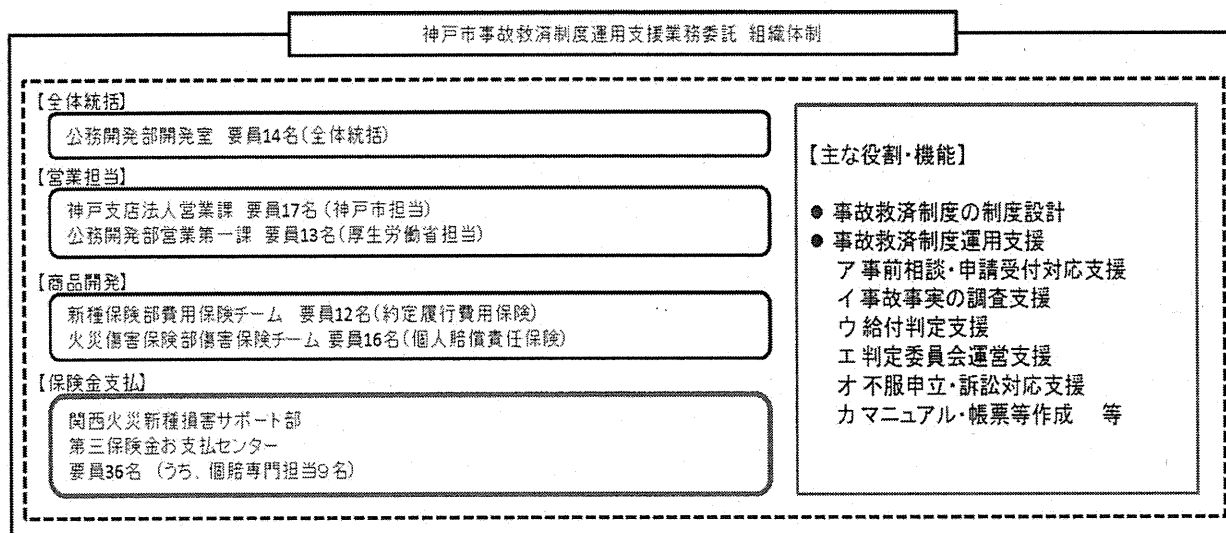 神戸市事故救済制度運用支援業務委託 組織体制
【全体統括】
公務開発部開発室 要員14名(全体統括)
【営業担当】
神戸支店法人営業課 要員17名(神戸市担当)
公務開発部営業第一課 要員13名(厚生労働省担当)
【商品開発】
新種保険部費用保険チーム 要員12名(約定履行費用保険)
火災傷害保険部傷害保険チーム 要員16名(個人賠償責任保険)
【保険金支払】
関西火災新種損害サポート部
第三保険金お支払センター
要員36名 (うち、個賠専門担当9名)
【主な役割・機能】
● 事故救済制度の制度設計
● 事故救済制度運用支援
ア 事前相談・申請受付対応支援
イ 事故事実の調査支援
ウ 給付判定支援
エ 判定委員会運営支援
オ 不服申立・訴訟対応支援
カ マニュアル・帳票等作成 等